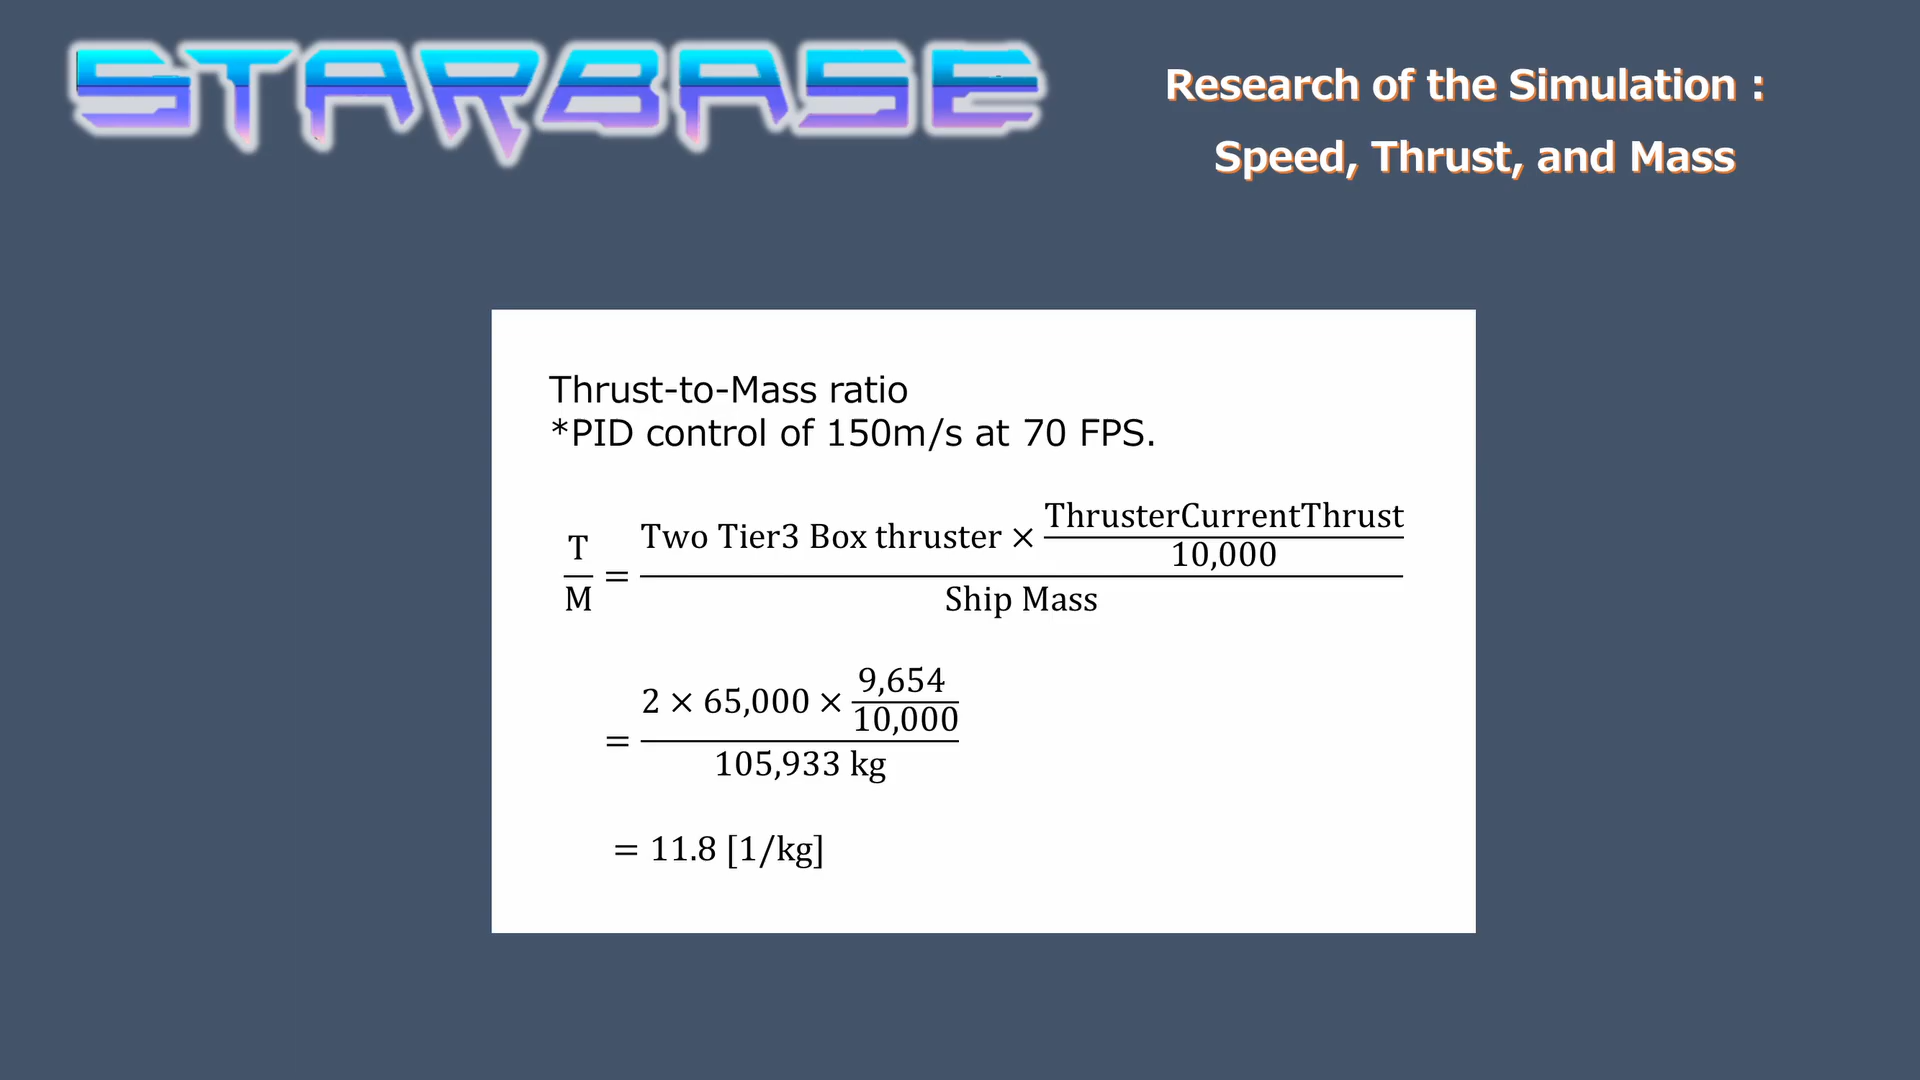 STARBASE
Research of the Simulation :
Speed, Thrust, and Mass
Thrust-to-Mass ratio
*PID control of 150m/s at 70 FPS.
T/M = (Two Tier3 Box thruster × ThrusterCurrentThrust/10,000) / Ship Mass
= (2 × 65,000 × 9,654/10,000) / 105,933 kg
= 11.8 [1/kg]